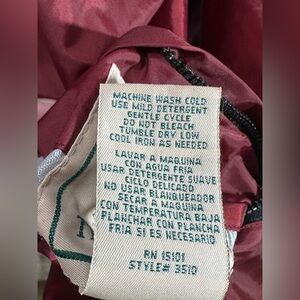 MACHINE WASH COLD
USE MILD DETERGENT
GENTLE CYCLE
DO NOT BLEACH
TUMBLE DRY LOW
COOL IRON AS NEEDED
LAVAR A MAQUINA
CON AGUA FRIA
USAR DETERGENTE SUAVE
CICLO DELICADO
NO USAR BLANQUEADOR
SECAR A MAQUINA
CON TEMPERATURA BAJA
PLANCHAR CON PLANCHA
FRIA SI ES NECESARIO
RN 15101
STYLE# 3510